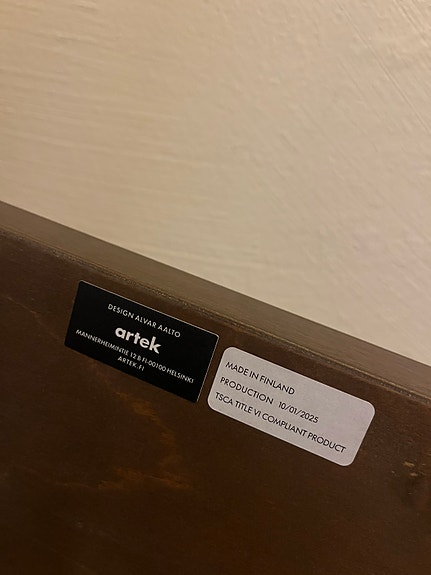 DESIGN ALVAR AALTO
artek
MANNERHEIMINTIE 12 B FI-00100 HELSINKI
ARTEK.FI
MADE IN FINLAND
PRODUCTION 10/01/2025
TSCA TITLE VI COMPLIANT PRODUCT